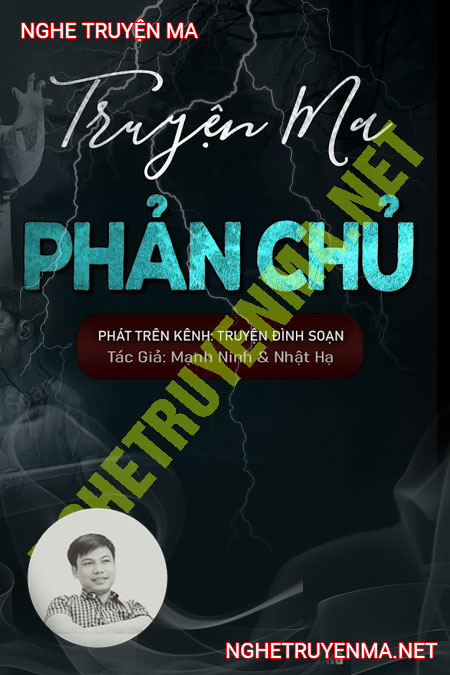 NGHE TRUYỆN MA
Truyện Ma
PHẢN CHỦ
PHÁT TRÊN KÊNH: TRUYỆN ĐÌNH SOẠN
Tác Giả: Mạnh Ninh & Nhật Hạ
NGHETRUYENMA.NET
NGHETRUYENMA.NET